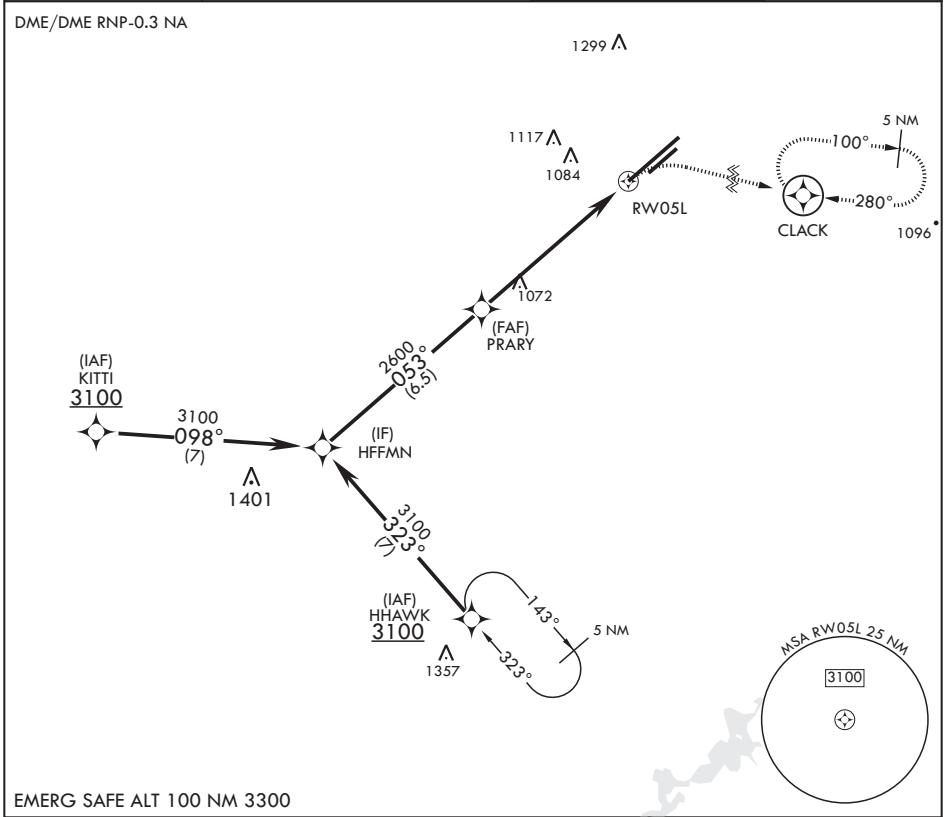 DME/DME RNP-0.3 NA
1299
1117
1084
5 NM
100°
280°
RW05L
CLACK
1096
1072
(FAF)
PRARY
2600
053°
(6.5)
(IAF)
KITTI
3100
3100
098°
(7)
(IF)
HFFMN
1401
3100
323°
(7)
(IAF)
HHAWK
3100
143°
5 NM
323°
1357
MSA RW05L 25 NM
3100
EMERG SAFE ALT 100 NM 3300